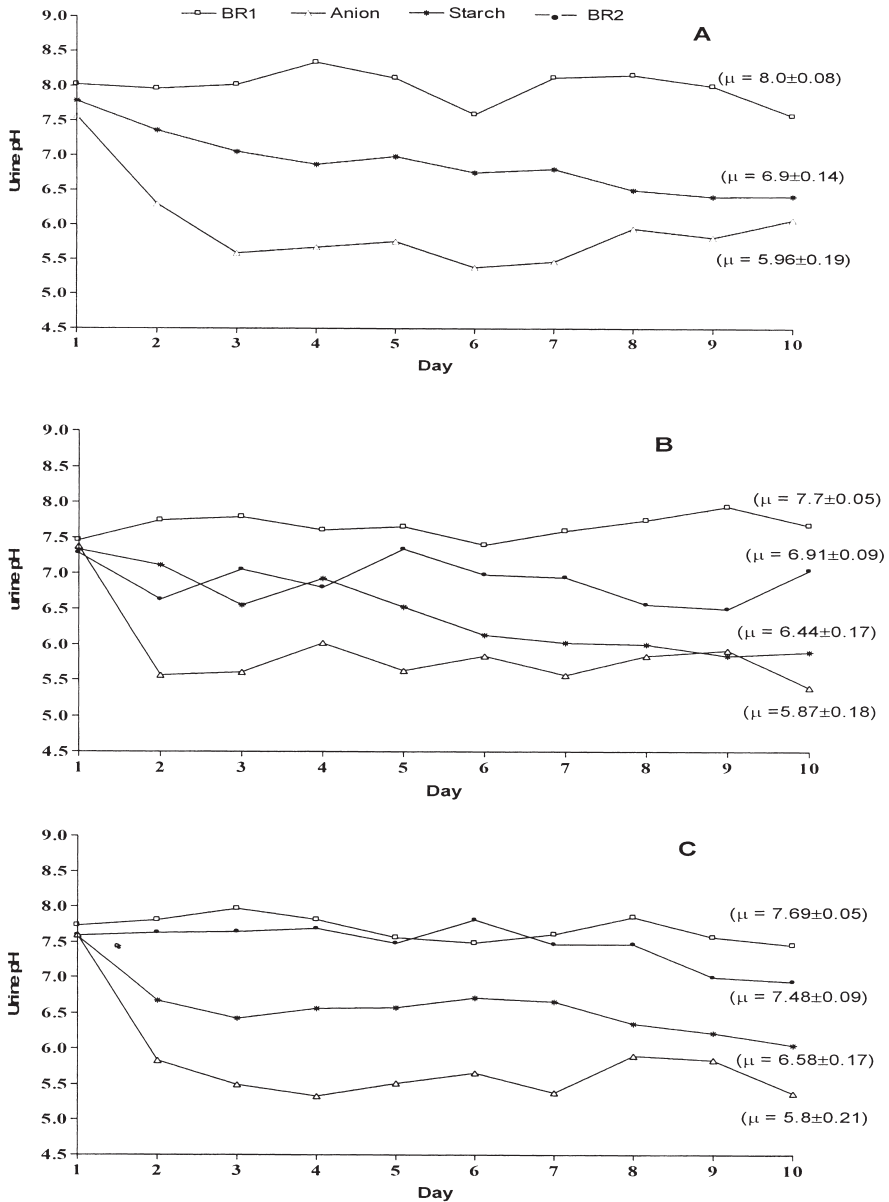 BR1 Anion Starch BR2
A
9.0
8.5
8.0
7.5
7.0
6.5
6.0
5.5
5.0
4.5
Urine pH
(μ = 8.0±0.08)
(μ = 6.9±0.14)
(μ = 5.96±0.19)
1 2 3 4 5 6 7 8 9 10
Day
B
9.0
8.5
8.0
7.5
7.0
6.5
6.0
5.5
5.0
4.5
urine pH
(μ = 7.7±0.05)
(μ = 6.91±0.09)
(μ = 6.44±0.17)
(μ =5.87±0.18)
1 2 3 4 5 6 7 8 9 10
Day
C
9.0
8.5
8.0
7.5
7.0
6.5
6.0
5.5
5.0
4.5
Urine pH
(μ = 7.69±0.05)
(μ = 7.48±0.09)
(μ = 6.58±0.17)
(μ = 5.8±0.21)
1 2 3 4 5 6 7 8 9 10
Day